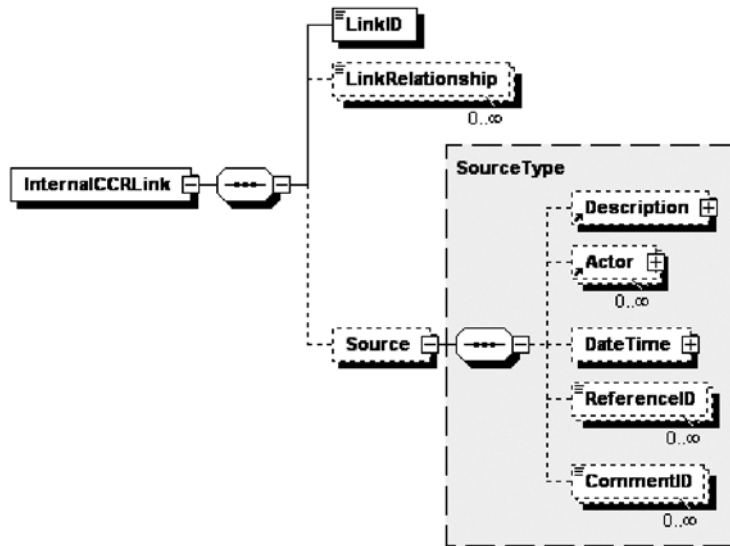 LinkID
LinkRelationship
0..∞
InternalCCRLink
SourceType
Description
Actor
0..∞
Source
DateTime
ReferenceID
0..∞
CommentID
0..∞